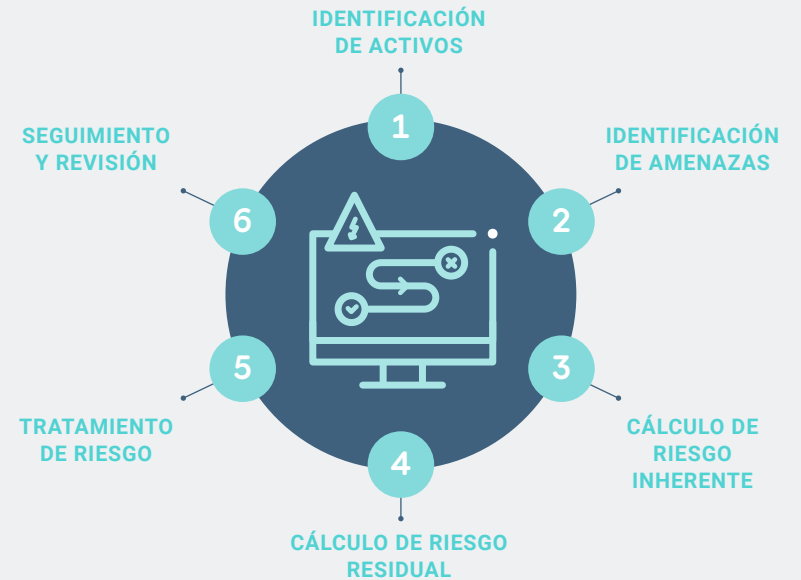 IDENTIFICACIÓN
DE ACTIVOS
1
IDENTIFICACIÓN
DE AMENAZAS
2
3
CÁLCULO DE
RIESGO
INHERENTE
4
CÁLCULO DE RIESGO
RESIDUAL
5
TRATAMIENTO
DE RIESGO
6
SEGUIMIENTO
Y REVISIÓN